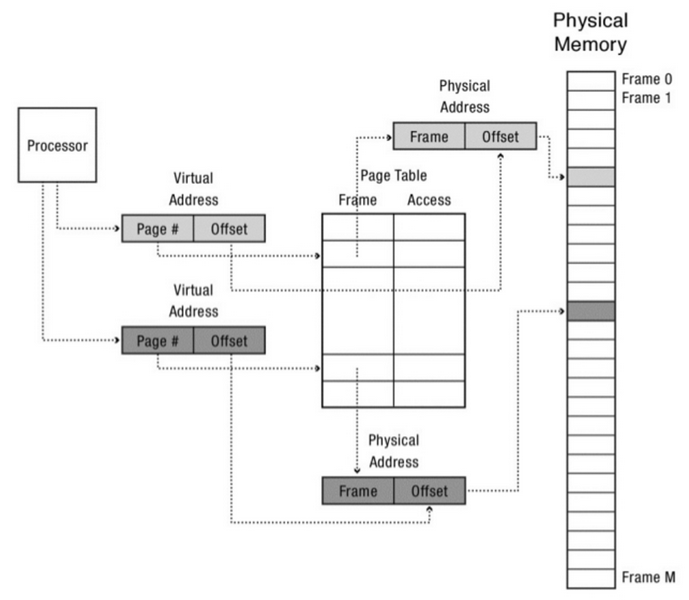 Physical
Memory
Frame 0
Frame 1
Physical
Address
Frame Offset
Processor
Page Table
Frame Access
Virtual
Address
Page # Offset
Virtual
Address
Page # Offset
Physical
Address
Frame Offset
Frame M